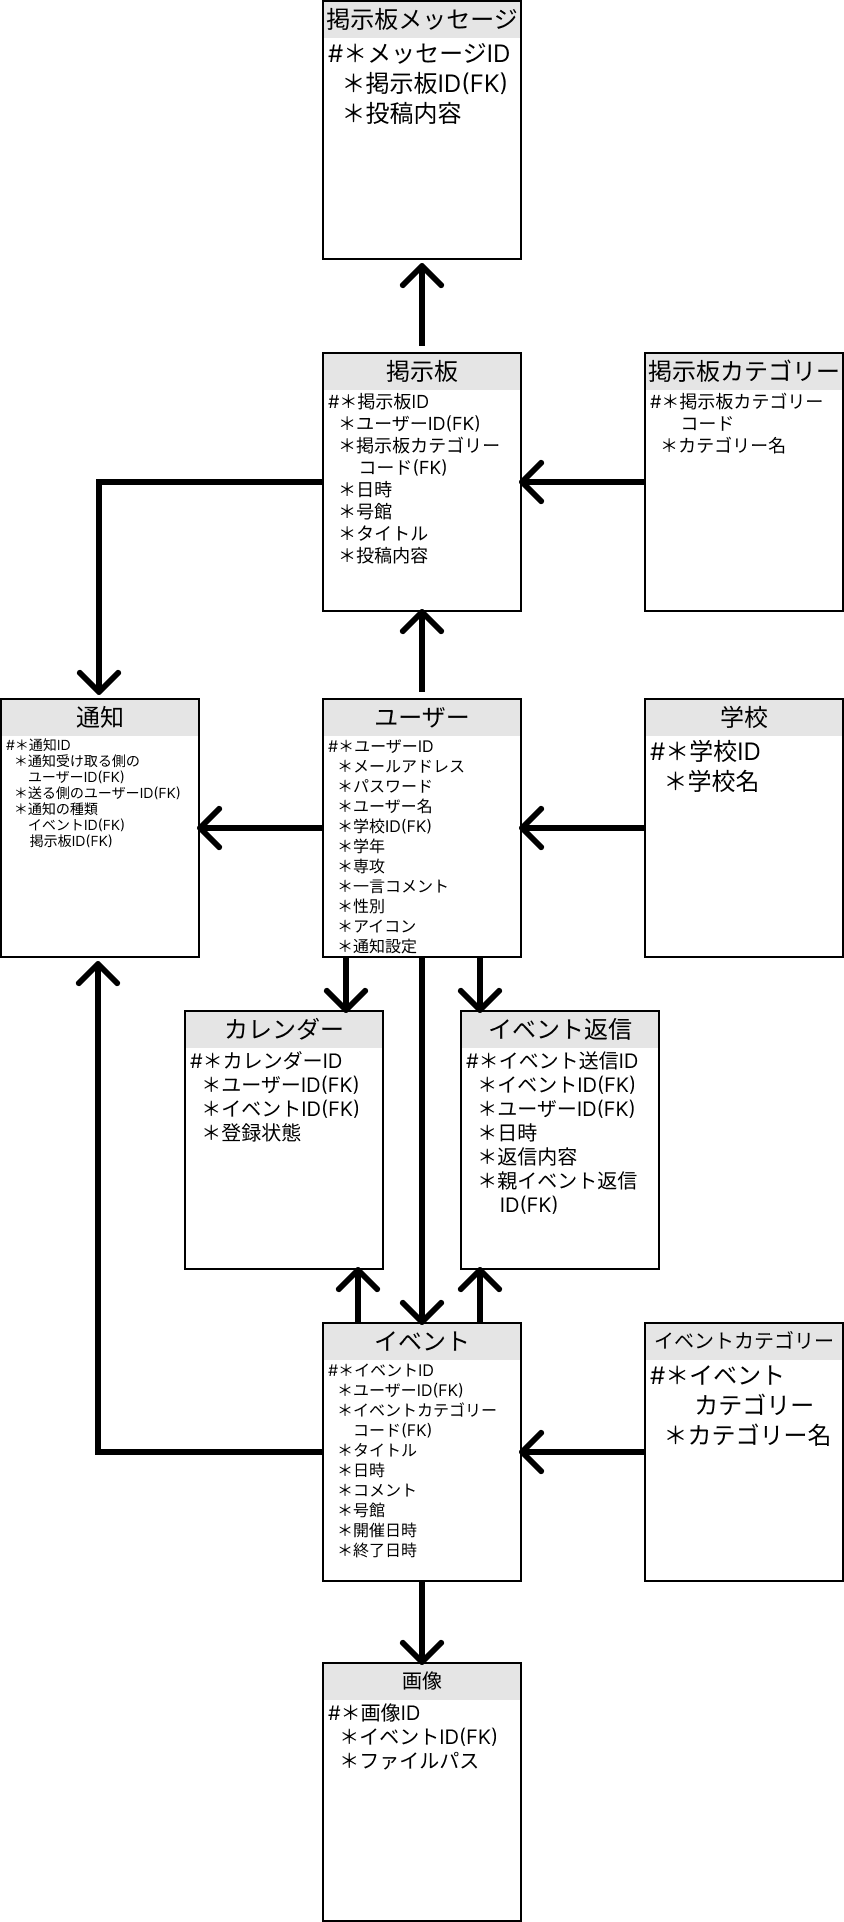 掲示板メッセージ
#＊メッセージID
＊掲示板ID(FK)
＊投稿内容
掲示板
#＊掲示板ID
＊ユーザーID(FK)
＊掲示板カテゴリー
コード(FK)
＊日時
＊号館
＊タイトル
＊投稿内容
掲示板カテゴリー
#＊掲示板カテゴリー
コード
＊カテゴリー名
通知
#＊通知ID
＊通知受け取る側の
ユーザーID(FK)
＊送る側のユーザーID(FK)
＊通知の種類
イベントID(FK)
掲示板ID(FK)
ユーザー
#＊ユーザーID
＊メールアドレス
＊パスワード
＊ユーザー名
＊学校ID(FK)
＊学年
＊専攻
＊一言コメント
＊性別
＊アイコン
＊通知設定
学校
#＊学校ID
＊学校名
カレンダー
#＊カレンダーID
＊ユーザーID(FK)
＊イベントID(FK)
＊登録状態
イベント返信
#＊イベント送信ID
＊イベントID(FK)
＊ユーザーID(FK)
＊日時
＊返信内容
＊親イベント返信
ID(FK)
イベント
#＊イベントID
＊ユーザーID(FK)
＊イベントカテゴリー
コード(FK)
＊タイトル
＊日時
＊コメント
＊号館
＊開催日時
＊終了日時
イベントカテゴリー
#＊イベント
カテゴリー
＊カテゴリー名
画像
#＊画像ID
＊イベントID(FK)
＊ファイルパス